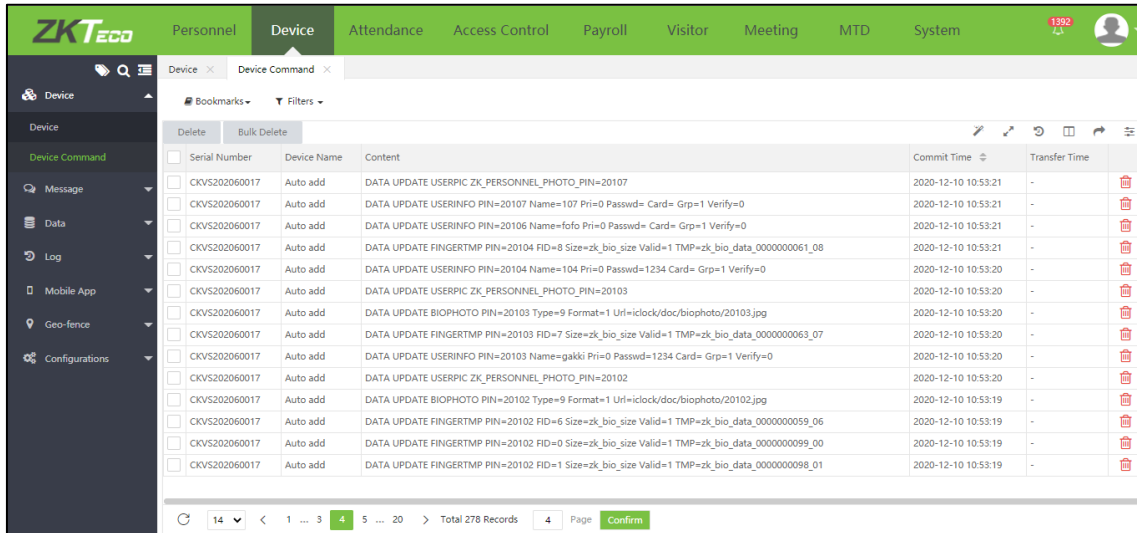 ZKTeco Personnel Device Attendance Access Control Payroll Visitor Meeting MTD System 1392
Device × Device Command ×
Device
Bookmarks Filters
Device
Delete Bulk Delete
Serial Number Device Name Content Commit Time Transfer Time
Device Command
CKVS202060017 Auto add DATA UPDATE USERPIC ZK_PERSONNEL_PHOTO_PIN=20107 2020-12-10 10:53:21 -
Message
CKVS202060017 Auto add DATA UPDATE USERINFO PIN=20107 Name=107 Pri=0 Passwd= Card= Grp=1 Verify=0 2020-12-10 10:53:21 -
CKVS202060017 Auto add DATA UPDATE USERINFO PIN=20106 Name=fofo Pri=0 Passwd= Card= Grp=1 Verify=0 2020-12-10 10:53:21 -
Data
CKVS202060017 Auto add DATA UPDATE FINGERTMP PIN=20104 FID=8 Size=zk_bio_size Valid=1 TMP=zk_bio_data_0000000061_08 2020-12-10 10:53:21 -
Log
CKVS202060017 Auto add DATA UPDATE USERINFO PIN=20104 Name=104 Pri=0 Passwd=1234 Card= Grp=1 Verify=0 2020-12-10 10:53:20 -
Mobile App
CKVS202060017 Auto add DATA UPDATE USERPIC ZK_PERSONNEL_PHOTO_PIN=20103 2020-12-10 10:53:20 -
CKVS202060017 Auto add DATA UPDATE BIOPHOTO PIN=20103 Type=9 Format=1 Url=iclock/doc/biophoto/20103.jpg 2020-12-10 10:53:20 -
Geo-fence
CKVS202060017 Auto add DATA UPDATE FINGERTMP PIN=20103 FID=7 Size=zk_bio_size Valid=1 TMP=zk_bio_data_0000000063_07 2020-12-10 10:53:20 -
Configurations
CKVS202060017 Auto add DATA UPDATE USERINFO PIN=20103 Name=gakki Pri=0 Passwd=1234 Card= Grp=1 Verify=0 2020-12-10 10:53:20 -
CKVS202060017 Auto add DATA UPDATE USERPIC ZK_PERSONNEL_PHOTO_PIN=20102 2020-12-10 10:53:20 -
CKVS202060017 Auto add DATA UPDATE BIOPHOTO PIN=20102 Type=9 Format=1 Url=iclock/doc/biophoto/20102.jpg 2020-12-10 10:53:19 -
CKVS202060017 Auto add DATA UPDATE FINGERTMP PIN=20102 FID=6 Size=zk_bio_size Valid=1 TMP=zk_bio_data_0000000059_06 2020-12-10 10:53:19 -
CKVS202060017 Auto add DATA UPDATE FINGERTMP PIN=20102 FID=0 Size=zk_bio_size Valid=1 TMP=zk_bio_data_0000000099_00 2020-12-10 10:53:19 -
CKVS202060017 Auto add DATA UPDATE FINGERTMP PIN=20102 FID=1 Size=zk_bio_size Valid=1 TMP=zk_bio_data_0000000098_01 2020-12-10 10:53:19 -
14 < 1 ... 3 4 5 ... 20 > Total 278 Records 4 Page Confirm